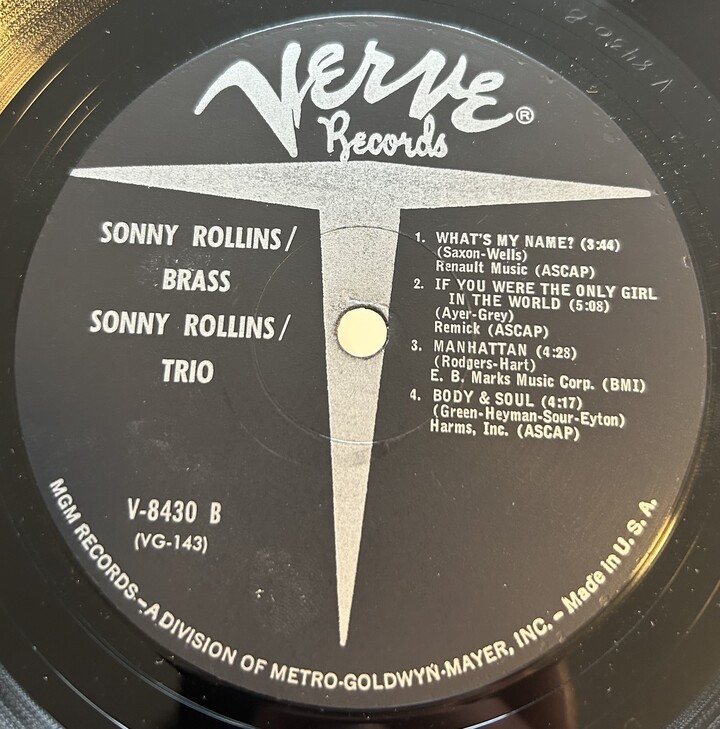 VERVE ®
Records
SONNY ROLLINS/
BRASS
SONNY ROLLINS/
TRIO
V-8430 B
(VG-143)
1. WHAT'S MY NAME? (3:44)
(Saxon-Wells)
Renault Music (ASCAP)
2. IF YOU WERE THE ONLY GIRL
IN THE WORLD (5:08)
(Ayer-Grey)
Remick (ASCAP)
3. MANHATTAN (4:28)
(Rodgers-Hart)
E. B. Marks Music Corp. (BMI)
4. BODY & SOUL (4:17)
(Green-Heyman-Sour-Eyton)
Harms, Inc. (ASCAP)
MGM RECORDS–A DIVISION OF METRO-GOLDWYN-MAYER, INC. – Made in U. S. A.